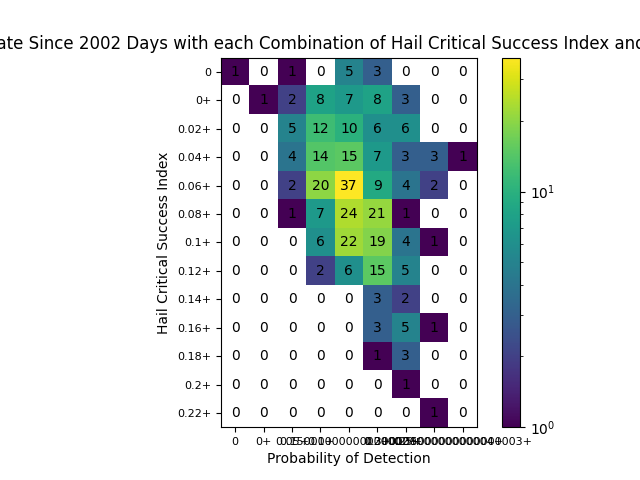 ate Since 2002 Days with each Combination of Hail Critical Success Index and
0 1 0 1 0 5 3 0 0 0
0+ 0 1 2 8 7 8 3 0 0
0.02+ 0 0 5 12 10 6 6 0 0
0.04+ 0 0 4 14 15 7 3 3 1
0.06+ 0 0 2 20 37 9 4 2 0
0.08+ 0 0 1 7 24 21 1 0 0
0.1+ 0 0 0 6 22 19 4 1 0
0.12+ 0 0 0 2 6 15 5 0 0
0.14+ 0 0 0 0 0 3 2 0 0
0.16+ 0 0 0 0 0 3 5 1 0
0.18+ 0 0 0 0 0 1 3 0 0
0.2+ 0 0 0 0 0 0 1 0 0
0.22+ 0 0 0 0 0 0 0 1 0
0 0+
Hail Critical Success Index
Probability of Detection
10^1
10^0